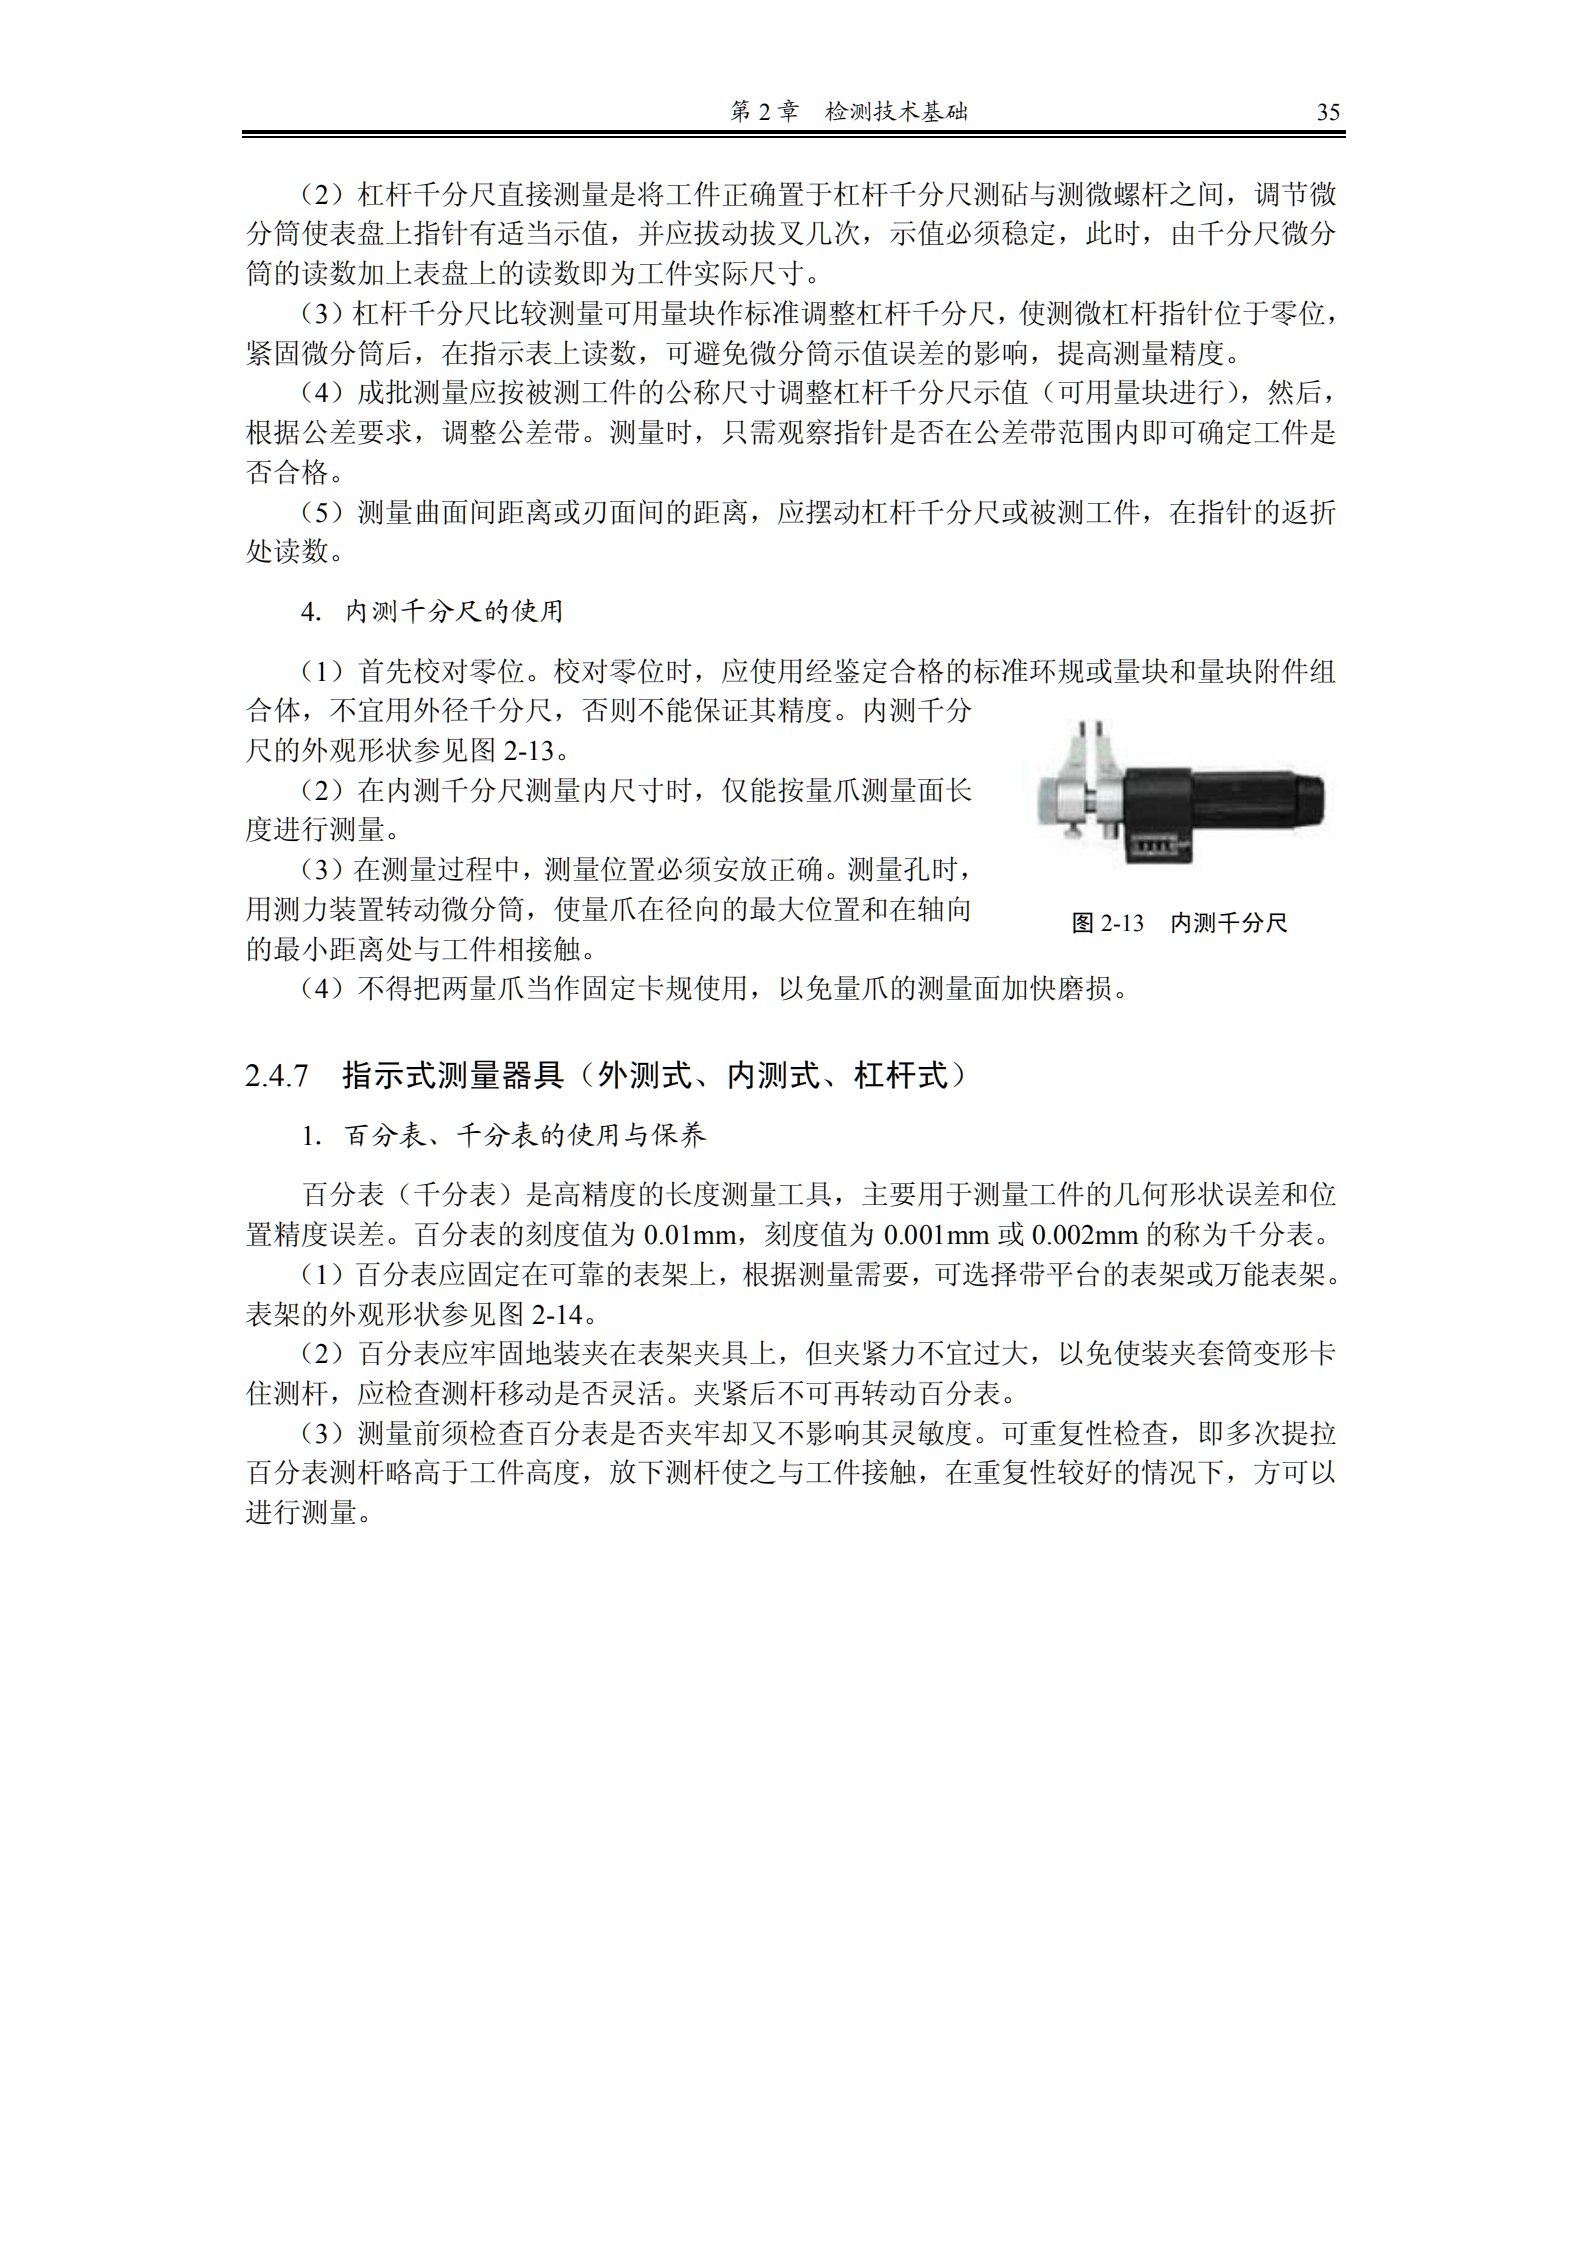 第 2 章　检测技术基础　35
（2）杠杆千分尺直接测量是将工件正确置于杠杆千分尺测砧与测微螺杆之间，调节微
分筒使表盘上指针有适当示值，并应拔动拔叉几次，示值必须稳定，此时，由千分尺微分
筒的读数加上表盘上的读数即为工件实际尺寸。
（3）杠杆千分尺比较测量可用量块作标准调整杠杆千分尺，使测微杠杆指针位于零位，
紧固微分筒后，在指示表上读数，可避免微分筒示值误差的影响，提高测量精度。
（4）成批测量应按被测工件的公称尺寸调整杠杆千分尺示值（可用量块进行），然后，
根据公差要求，调整公差带。测量时，只需观察指针是否在公差带范围内即可确定工件是
否合格。
（5）测量曲面间距离或刃面间的距离，应摆动杠杆千分尺或被测工件，在指针的返折
处读数。
4．内测千分尺的使用
（1）首先校对零位。校对零位时，应使用经鉴定合格的标准环规或量块和量块附件组
合体，不宜用外径千分尺，否则不能保证其精度。内测千分
尺的外观形状参见图 2-13。
（2）在内测千分尺测量内尺寸时，仅能按量爪测量面长
度进行测量。
（3）在测量过程中，测量位置必须安放正确。测量孔时，
用测力装置转动微分筒，使量爪在径向的最大位置和在轴向
的最小距离处与工件相接触。
图 2-13　内测千分尺
（4）不得把两量爪当作固定卡规使用，以免量爪的测量面加快磨损。
2.4.7　指示式测量器具（外测式、内测式、杠杆式）
1．百分表、千分表的使用与保养
百分表（千分表）是高精度的长度测量工具，主要用于测量工件的几何形状误差和位
置精度误差。百分表的刻度值为 0.01mm，刻度值为 0.001mm 或 0.002mm 的称为千分表。
（1）百分表应固定在可靠的表架上，根据测量需要，可选择带平台的表架或万能表架。
表架的外观形状参见图 2-14。
（2）百分表应牢固地装夹在表架夹具上，但夹紧力不宜过大，以免使装夹套筒变形卡
住测杆，应检查测杆移动是否灵活。夹紧后不可再转动百分表。
（3）测量前须检查百分表是否夹牢却又不影响其灵敏度。可重复性检查，即多次提拉
百分表测杆略高于工件高度，放下测杆使之与工件接触，在重复性较好的情况下，方可以
进行测量。